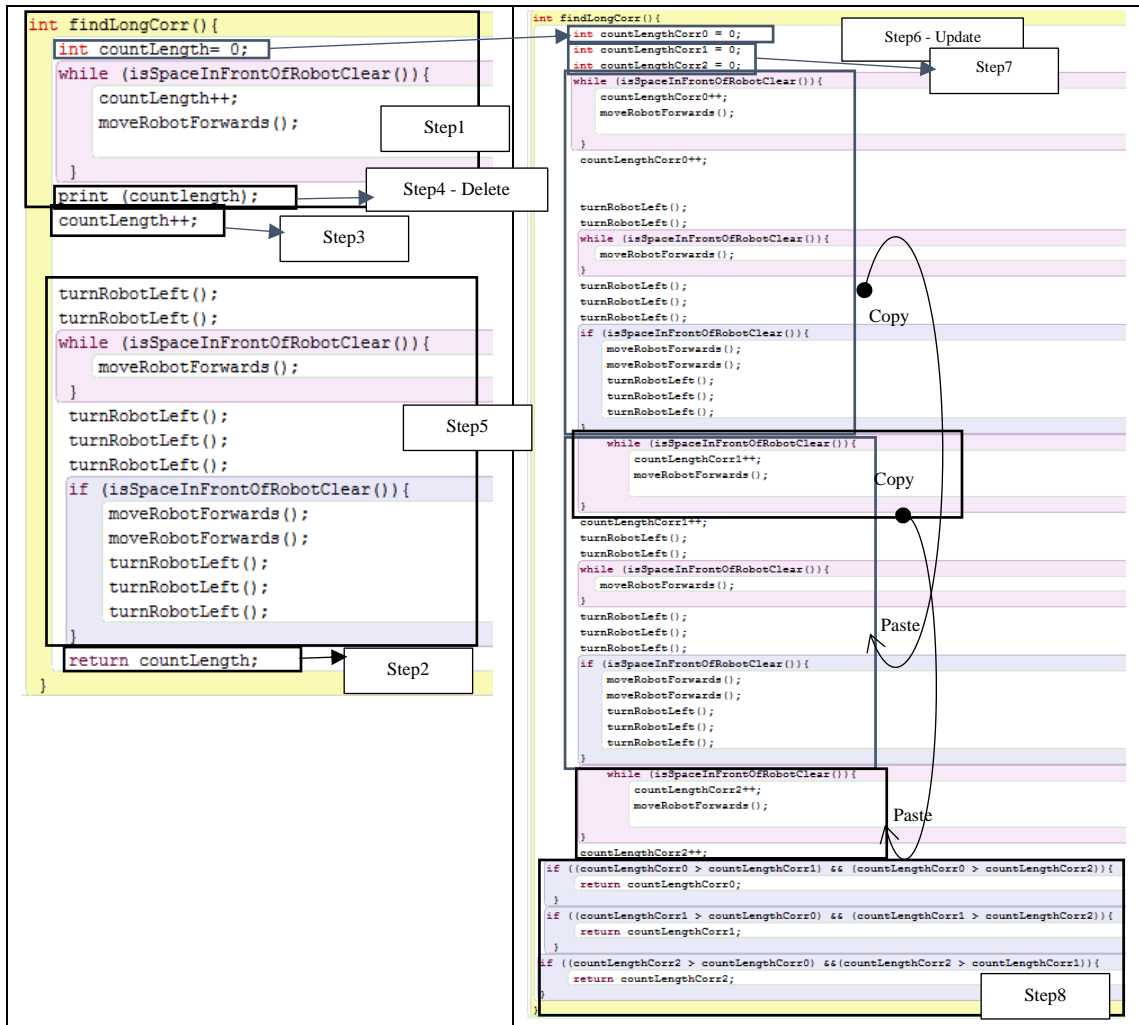 int findLongCorr(){
int countLength= 0;
while (isSpaceInFrontOfRobotClear()){
countLength++;
moveRobotForwards();
}
Step1
print (countlength);
Step4 - Delete
countLength++;
Step3
turnRobotLeft();
turnRobotLeft();
while (isSpaceInFrontOfRobotClear()){
moveRobotForwards();
}
turnRobotLeft();
turnRobotLeft();
turnRobotLeft();
Step5
if (isSpaceInFrontOfRobotClear()){
moveRobotForwards();
moveRobotForwards();
turnRobotLeft();
turnRobotLeft();
turnRobotLeft();
}
return countLength;
Step2
}
int findLongCorr(){
int countLengthCorr0 = 0;
Step6 - Update
int countLengthCorr1 = 0;
int countLengthCorr2 = 0;
Step7
while (isSpaceInFrontOfRobotClear()){
countLengthCorr0++;
moveRobotForwards();
}
countLengthCorr0++;
turnRobotLeft();
turnRobotLeft();
while (isSpaceInFrontOfRobotClear()){
moveRobotForwards();
}
turnRobotLeft();
turnRobotLeft();
turnRobotLeft();
Copy
if (isSpaceInFrontOfRobotClear()){
moveRobotForwards();
moveRobotForwards();
turnRobotLeft();
turnRobotLeft();
turnRobotLeft();
}
while (isSpaceInFrontOfRobotClear()){
countLengthCorr1++;
moveRobotForwards();
Copy
}
countLengthCorr1++;
turnRobotLeft();
turnRobotLeft();
while (isSpaceInFrontOfRobotClear()){
moveRobotForwards();
}
turnRobotLeft();
turnRobotLeft();
turnRobotLeft();
Paste
if (isSpaceInFrontOfRobotClear()){
moveRobotForwards();
moveRobotForwards();
turnRobotLeft();
turnRobotLeft();
turnRobotLeft();
}
while (isSpaceInFrontOfRobotClear()){
countLengthCorr2++;
moveRobotForwards();
Paste
}
countLengthCorr2++;
if ((countLengthCorr0 > countLengthCorr1) && (countLengthCorr0 > countLengthCorr2)){
return countLengthCorr0;
}
if ((countLengthCorr1 > countLengthCorr0) && (countLengthCorr1 > countLengthCorr2)){
return countLengthCorr1;
}
if ((countLengthCorr2 > countLengthCorr0) &&(countLengthCorr2 > countLengthCorr1)){
return countLengthCorr2;
}
Step8
}